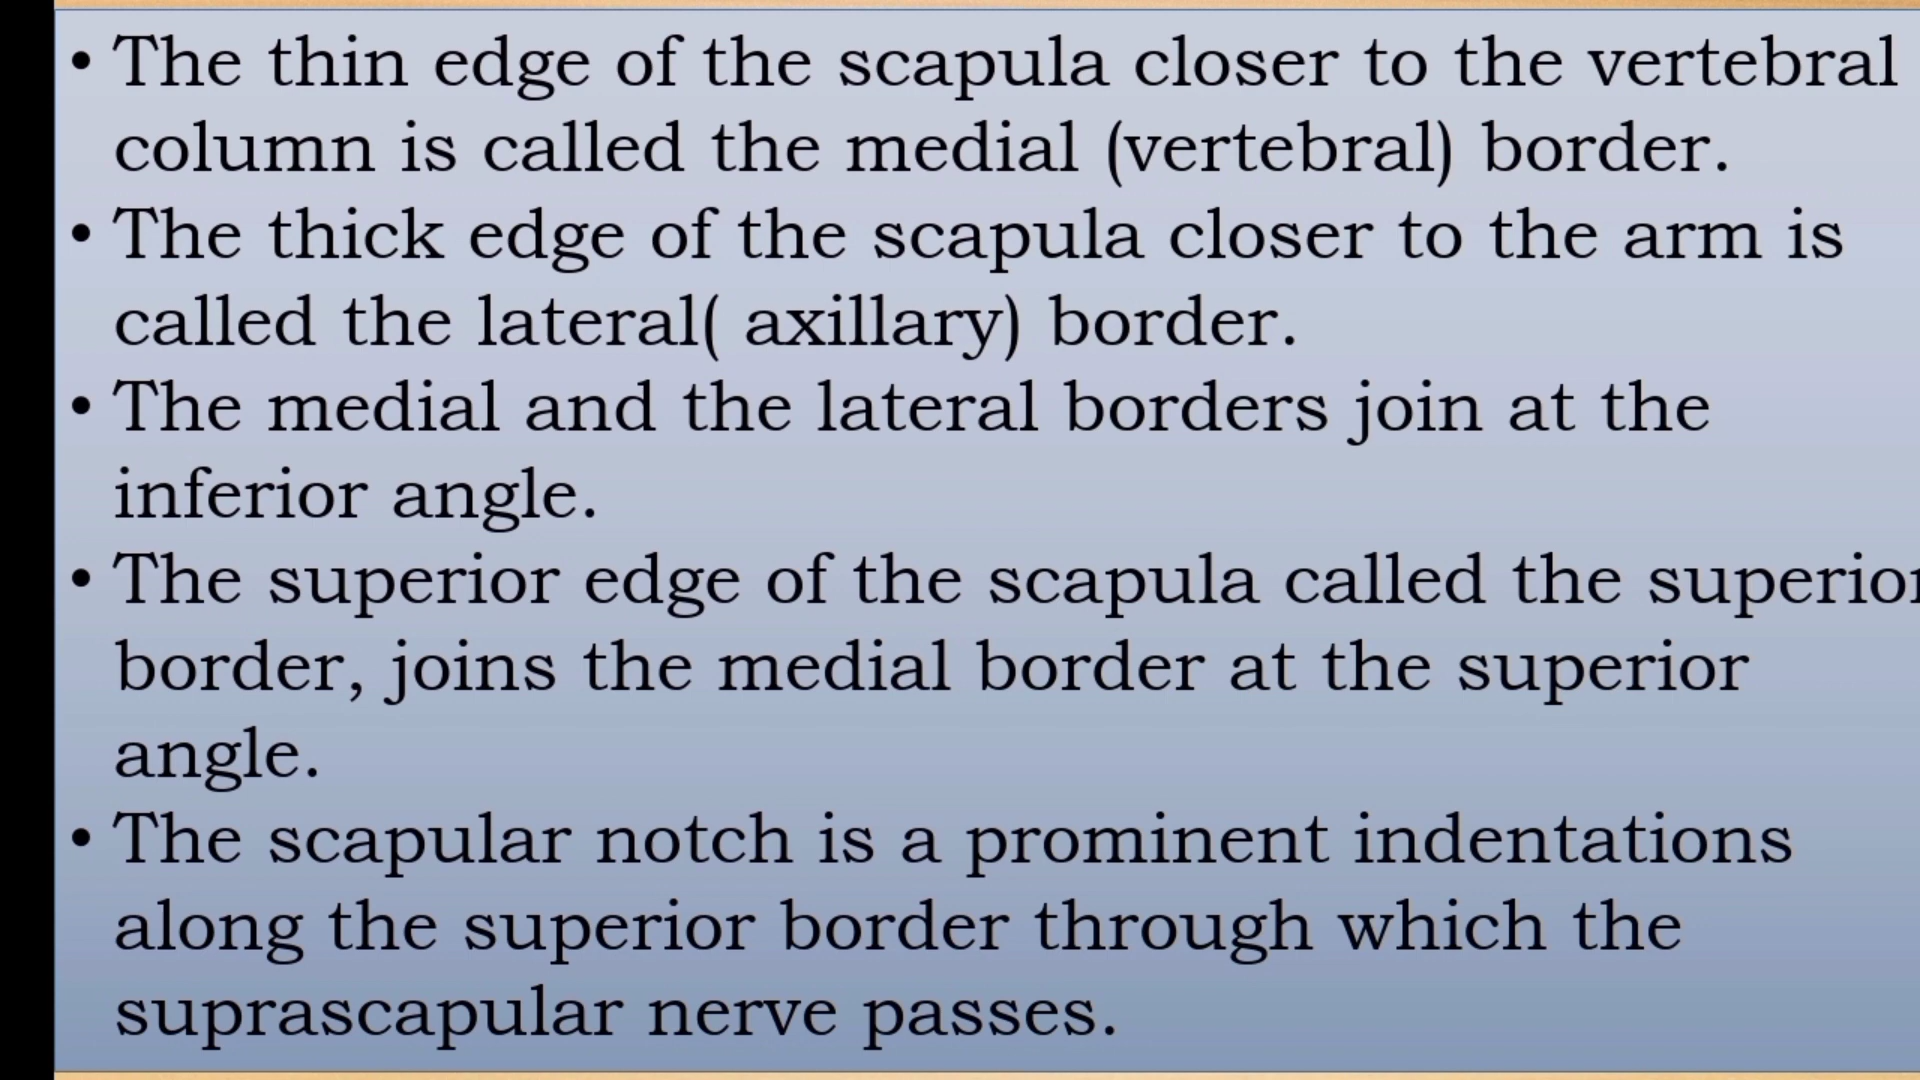 • The thin edge of the scapula closer to the vertebral
column is called the medial (vertebral) border.
• The thick edge of the scapula closer to the arm is
called the lateral( axillary) border.
• The medial and the lateral borders join at the
inferior angle.
• The superior edge of the scapula called the superior
border, joins the medial border at the superior
angle.
• The scapular notch is a prominent indentations
along the superior border through which the
suprascapular nerve passes.